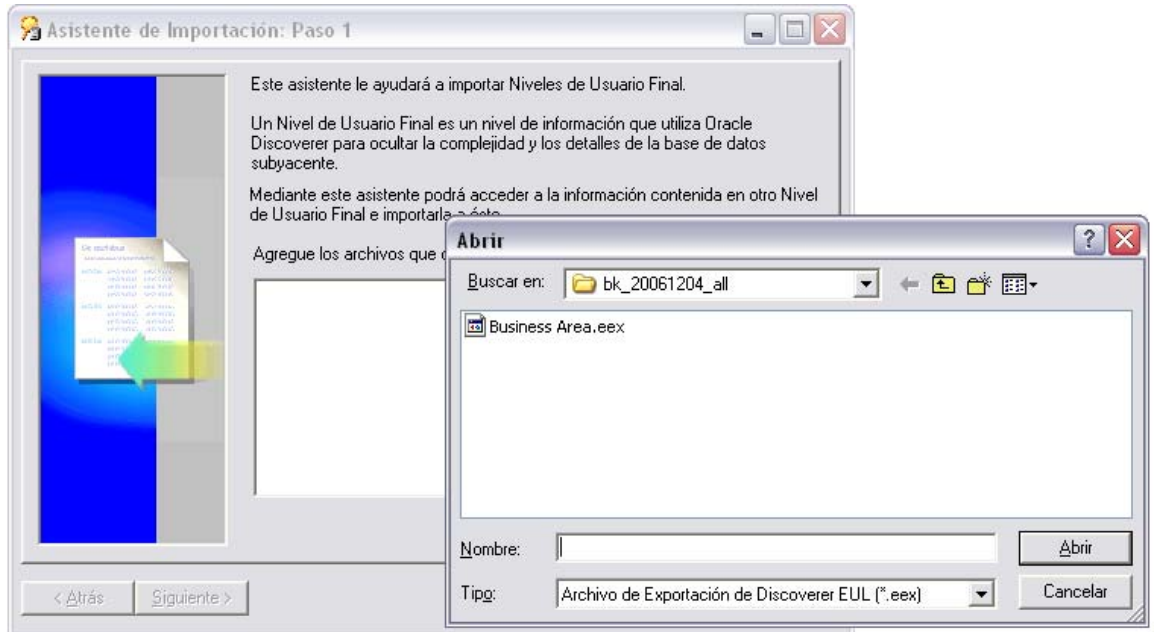 Asistente de Importación: Paso 1
Este asistente le ayudará a importar Niveles de Usuario Final.
Un Nivel de Usuario Final es un nivel de información que utiliza Oracle
Discoverer para ocultar la complejidad y los detalles de la base de datos
subyacente.
Mediante este asistente podrá acceder a la información contenida en otro Nivel
de Usuario Final e importarla a éste.
Agregue los archivos que
< Atrás
Siguiente >
Abrir
Buscar en:
bk_20061204_all
Business Area.eex
Nombre:
Abrir
Tipo:
Archivo de Exportación de Discoverer EUL (*.eex)
Cancelar